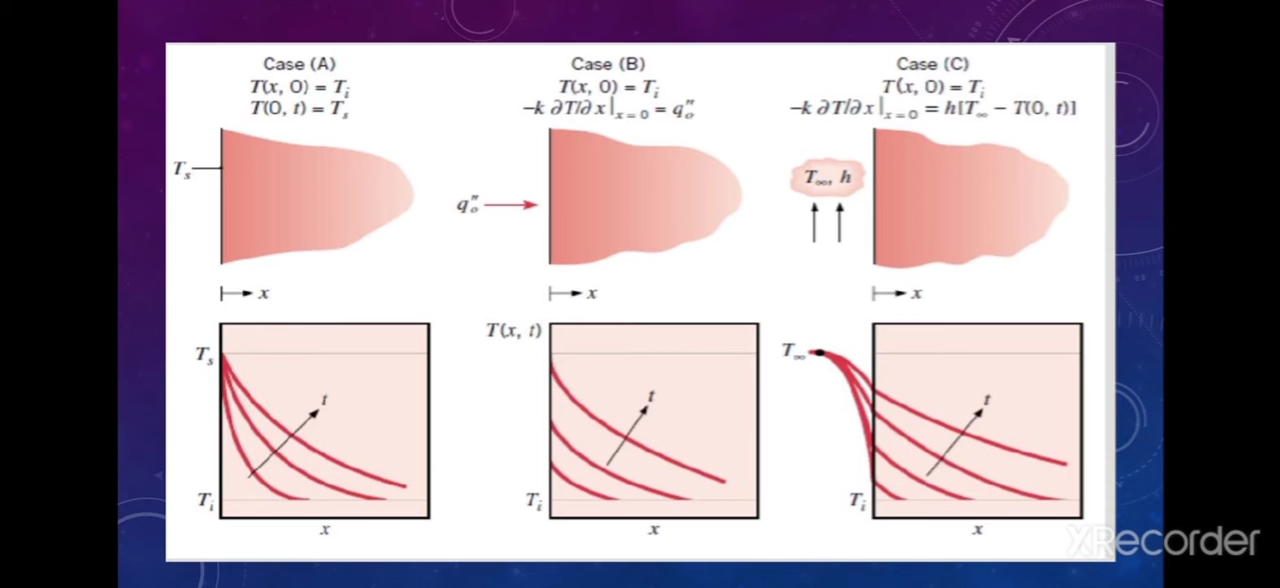 Case (A)
T(x, 0) = Tᵢ
T(0, t) = Tₛ
Case (B)
T(x, 0) = Tᵢ
-k ∂T/∂x|ₓ₌₀ = q″ₒ
Case (C)
T(x, 0) = Tᵢ
-k ∂T/∂x|ₓ₌₀ = h[T∞ − T(0, t)]
Tₛ
q″ₒ
T∞, h
x
x
x
Tₛ
t
Tᵢ
x
T(x, t)
t
Tᵢ
x
T∞
t
Tᵢ
x
XRecorder